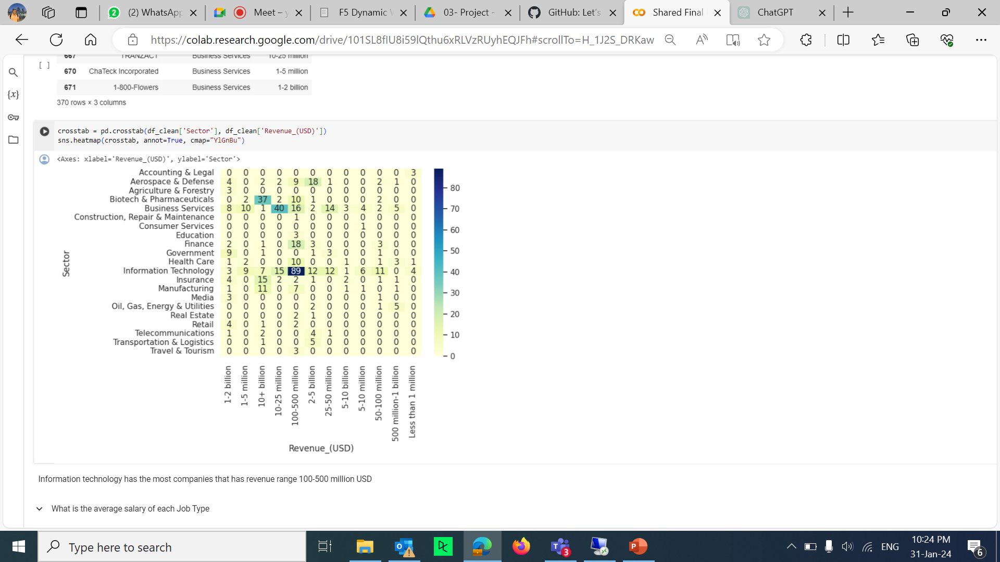 (2) WhatsApp
Meet – y
F5 Dynamic
03- Project -
GitHub: Let's
Shared Final
ChatGPT
https://colab.research.google.com/drive/101SL8fIU8i59lQthu6xRLVzRUyhEQJFh#scrollTo=H_1J2S_DRKaw
667 TRANZACT Business Services 10-25 million
[ ]
670 ChaTeck Incorporated Business Services 1-5 million
671 1-800-Flowers Business Services 1-2 billion
370 rows × 3 columns
{x}
crosstab = pd.crosstab(df_clean['Sector'], df_clean['Revenue_(USD)'])
sns.heatmap(crosstab, annot=True, cmap="YlGnBu")
<Axes: xlabel='Revenue_(USD)', ylabel='Sector'>
Accounting & Legal 0 0 0 0 0 0 0 0 0 0 0 3
Aerospace & Defense 4 0 2 2 9 18 1 0 0 2 1 0
Agriculture & Forestry 3 0 0 0 0 0 0 0 0 0 0 0
Biotech & Pharmaceuticals 0 2 37 2 10 1 0 0 0 2 0 0
Business Services 8 10 1 40 16 2 14 3 4 2 5 0
Construction, Repair & Maintenance 0 0 0 0 1 0 0 0 0 0 0 0
Consumer Services 0 0 0 0 0 0 0 0 1 0 0 0
Education 0 0 0 0 3 0 0 0 0 0 0 0
Finance 2 0 1 0 18 3 0 0 0 3 0 0
Government 9 0 1 0 0 1 3 0 0 1 0 0
Health Care 1 2 0 0 10 0 0 1 0 1 3 1
Information Technology 3 9 7 15 89 12 12 1 6 11 0 4
Insurance 4 0 15 2 2 1 0 2 0 1 1 0
Manufacturing 1 0 11 0 7 0 0 1 1 0 1 0
Media 3 0 0 0 0 0 0 0 0 1 0 0
Oil, Gas, Energy & Utilities 0 0 0 0 0 2 0 0 0 1 5 0
Real Estate 0 0 0 0 2 1 0 0 0 0 0 0
Retail 4 0 1 0 2 0 0 0 0 0 0 0
Telecommunications 1 0 2 0 0 4 1 0 0 0 0 0
Transportation & Logistics 0 0 1 0 0 5 0 0 0 0 0 0
Travel & Tourism 0 0 0 0 3 0 0 0 0 0 0 0
Sector
80
70
60
50
40
30
20
10
0
1-2 billion
1-5 million
10+ billion
10-25 million
100-500 million
2-5 billion
25-50 million
5-10 billion
5-10 million
50-100 million
500 million-1 billion
Less than 1 million
Revenue_(USD)
Information technology has the most companies that has revenue range 100-500 million USD
What is the average salary of each Job Type
Type here to search
3
ENG
10:24 PM
31-Jan-24
6